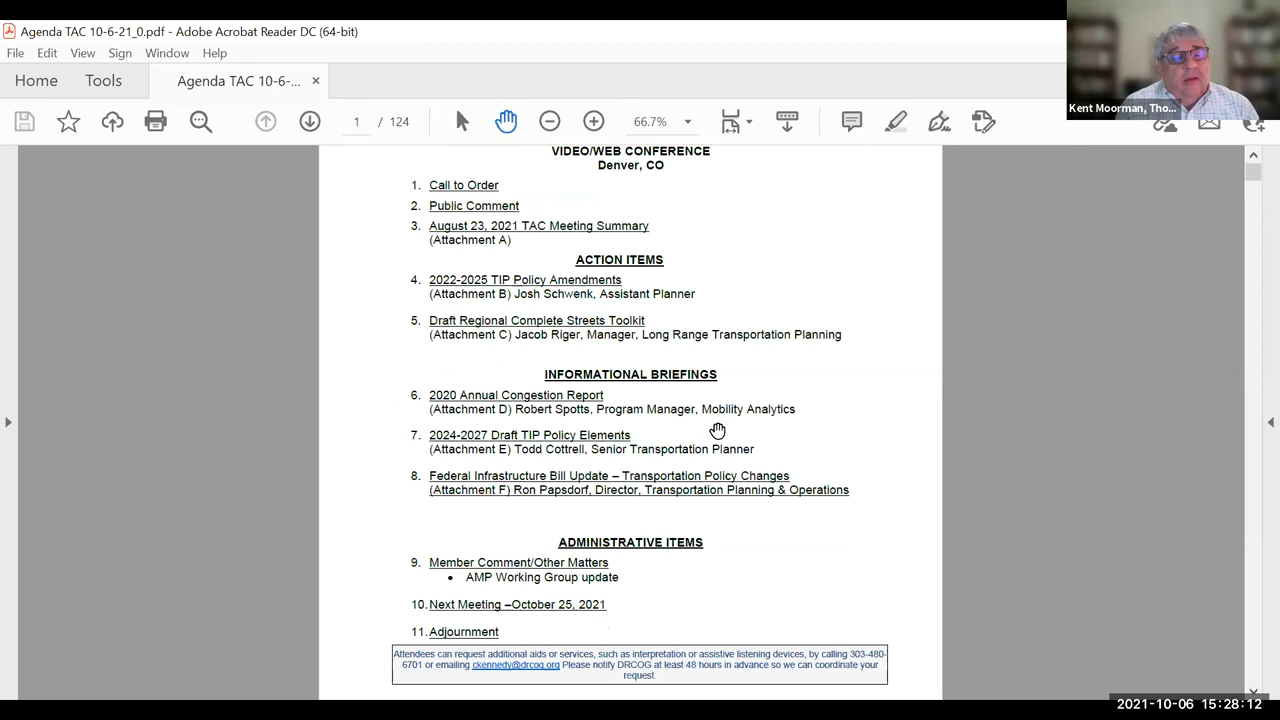 Agenda TAC 10-6-21_0.pdf - Adobe Acrobat Reader DC (64-bit)
File Edit View Sign Window Help
Home Tools Agenda TAC 10-6-... ×
1 / 124 66.7%
Kent Moorman, Tho...
VIDEO/WEB CONFERENCE
Denver, CO
1. Call to Order
2. Public Comment
3. August 23, 2021 TAC Meeting Summary
(Attachment A)
ACTION ITEMS
4. 2022-2025 TIP Policy Amendments
(Attachment B) Josh Schwenk, Assistant Planner
5. Draft Regional Complete Streets Toolkit
(Attachment C) Jacob Riger, Manager, Long Range Transportation Planning
INFORMATIONAL BRIEFINGS
6. 2020 Annual Congestion Report
(Attachment D) Robert Spotts, Program Manager, Mobility Analytics
7. 2024-2027 Draft TIP Policy Elements
(Attachment E) Todd Cottrell, Senior Transportation Planner
8. Federal Infrastructure Bill Update – Transportation Policy Changes
(Attachment F) Ron Papsdorf, Director, Transportation Planning & Operations
ADMINISTRATIVE ITEMS
9. Member Comment/Other Matters
• AMP Working Group update
10. Next Meeting –October 25, 2021
11. Adjournment
Attendees can request additional aids or services, such as interpretation or assistive listening devices, by calling 303-480-
6701 or emailing ckennedy@drcog.org Please notify DRCOG at least 48 hours in advance so we can coordinate your
request.
2021-10-06 15:28:12